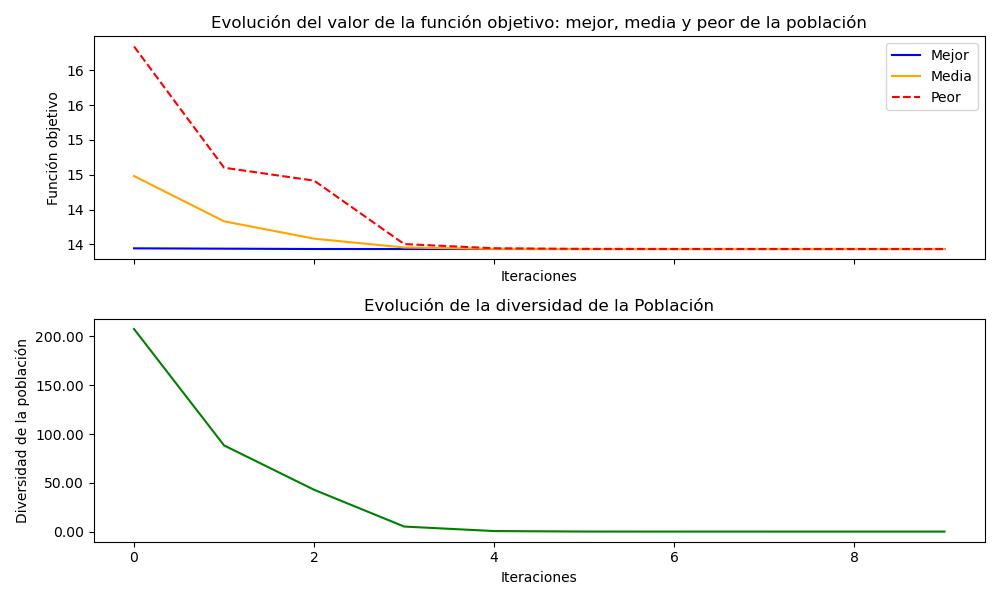 Evolución del valor de la función objetivo: mejor, media y peor de la población
Función objetivo
16
16
15
15
14
14
Mejor
Media
Peor
Iteraciones
Evolución de la diversidad de la Población
Diversidad de la población
200.00
150.00
100.00
50.00
0.00
0 2 4 6 8
Iteraciones